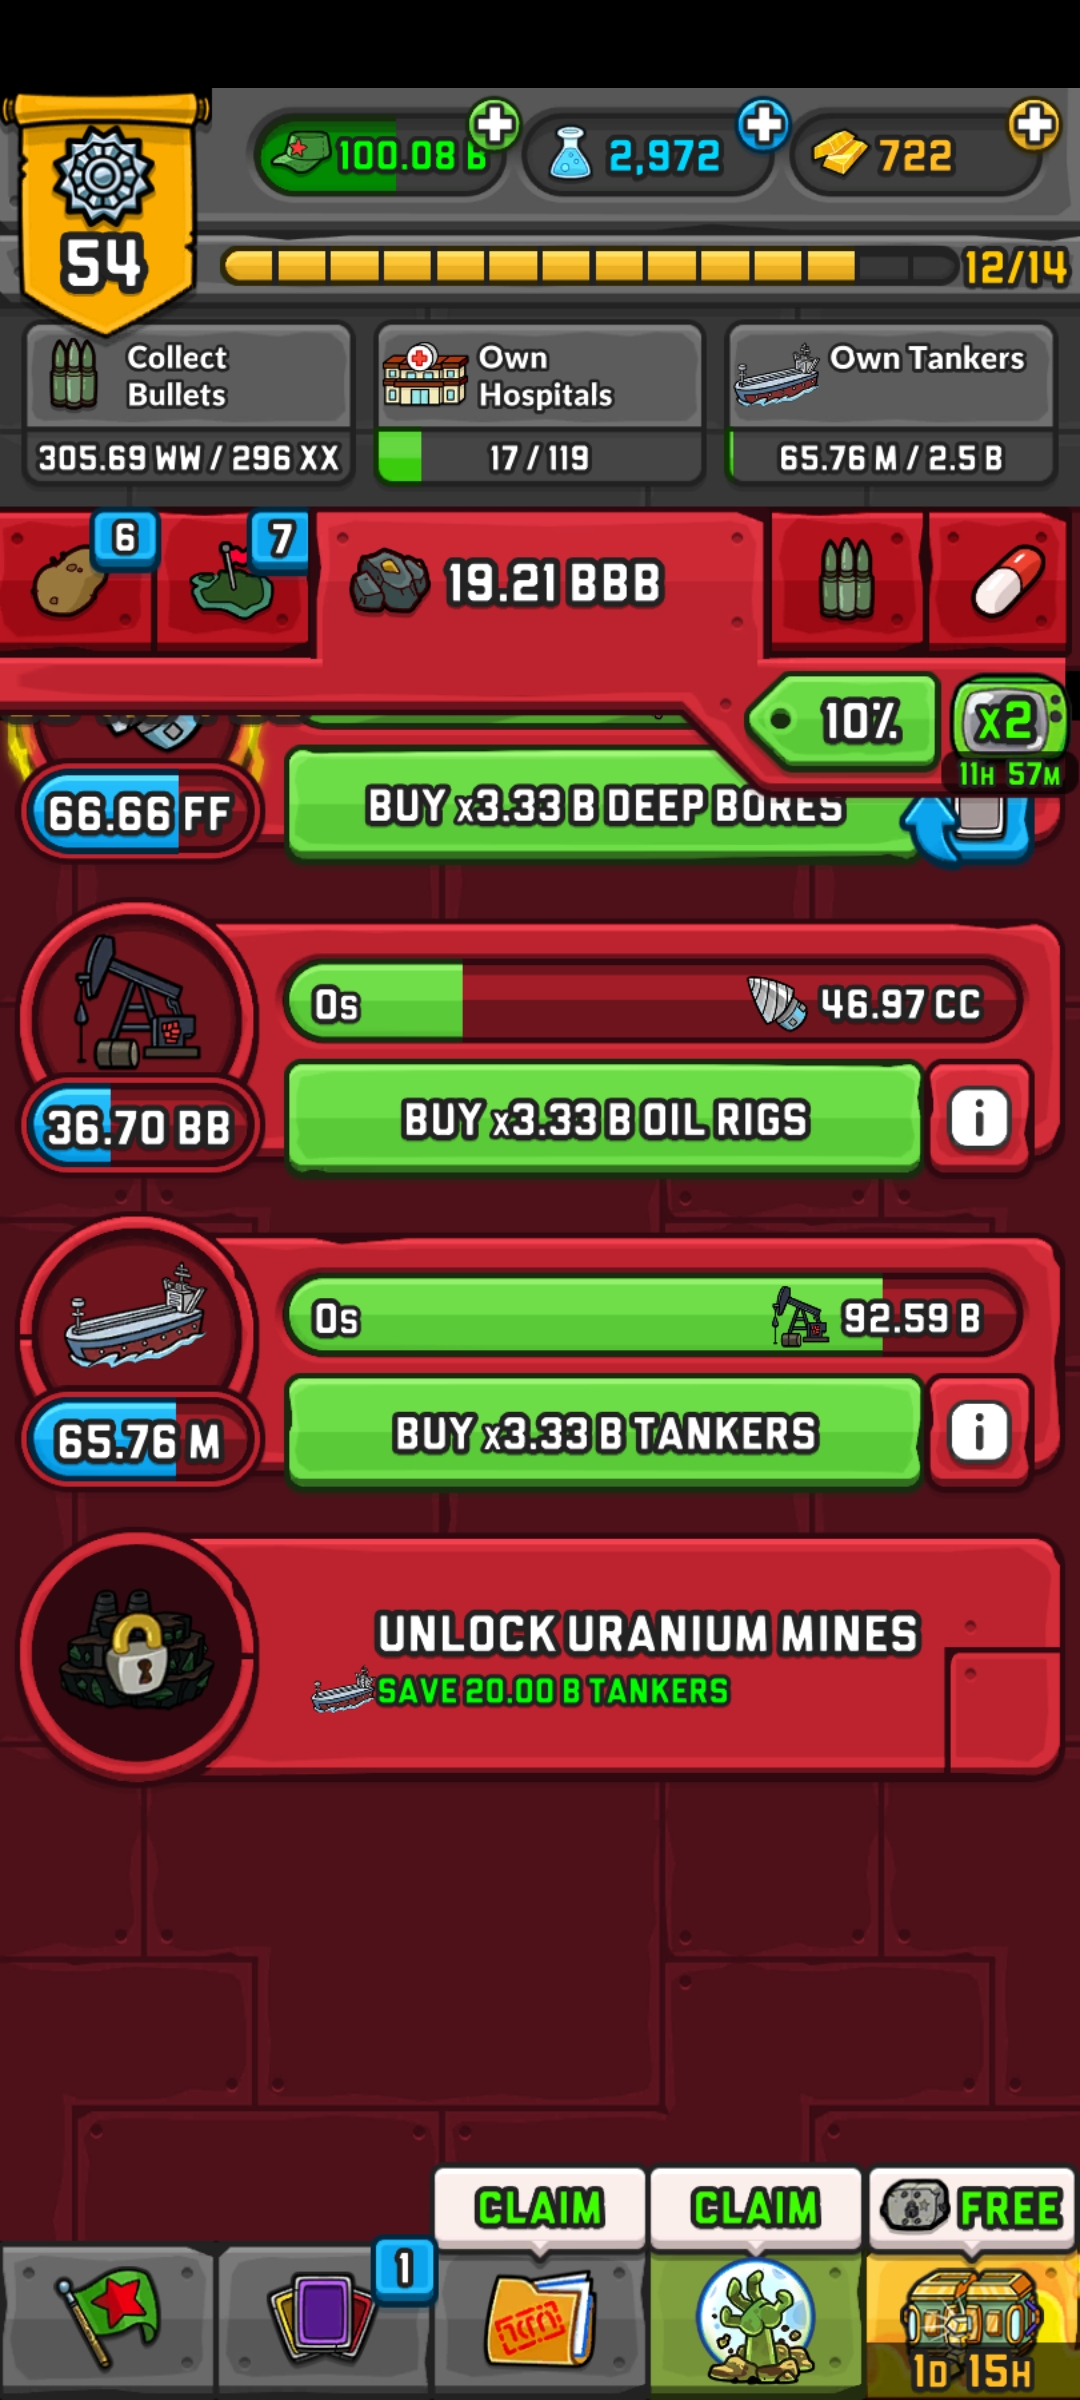 100.08 B
2,972
722
54
12/14
Collect
Bullets
Own
Hospitals
Own Tankers
305.69 WW / 296 XX
17 / 119
65.76 M / 2.5 B
6
7
19.21 BBB
10%
x2
11H 57M
66.66 FF
BUY x3.33 B DEEP BORES
0s
46.97 CC
36.70 BB
BUY x3.33 B OIL RIGS
i
0s
92.59 B
65.76 M
BUY x3.33 B TANKERS
i
UNLOCK URANIUM MINES
SAVE 20.00 B TANKERS
CLAIM
CLAIM
FREE
1
1D 15H